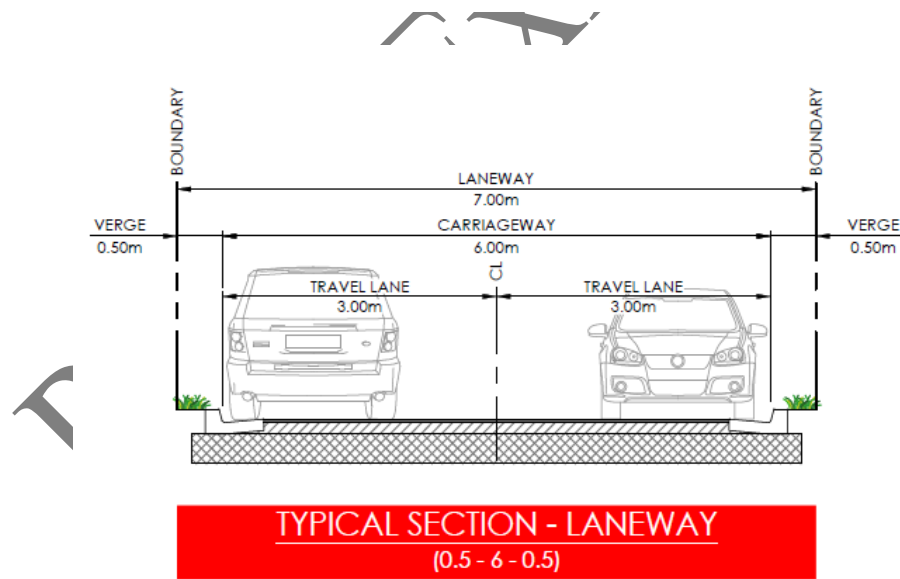 BOUNDARY
BOUNDARY
LANEWAY
7.00m
VERGE
0.50m
CARRIAGEWAY
6.00m
VERGE
0.50m
CL
TRAVEL LANE
3.00m
TRAVEL LANE
3.00m
TYPICAL SECTION - LANEWAY
(0.5 - 6 - 0.5)